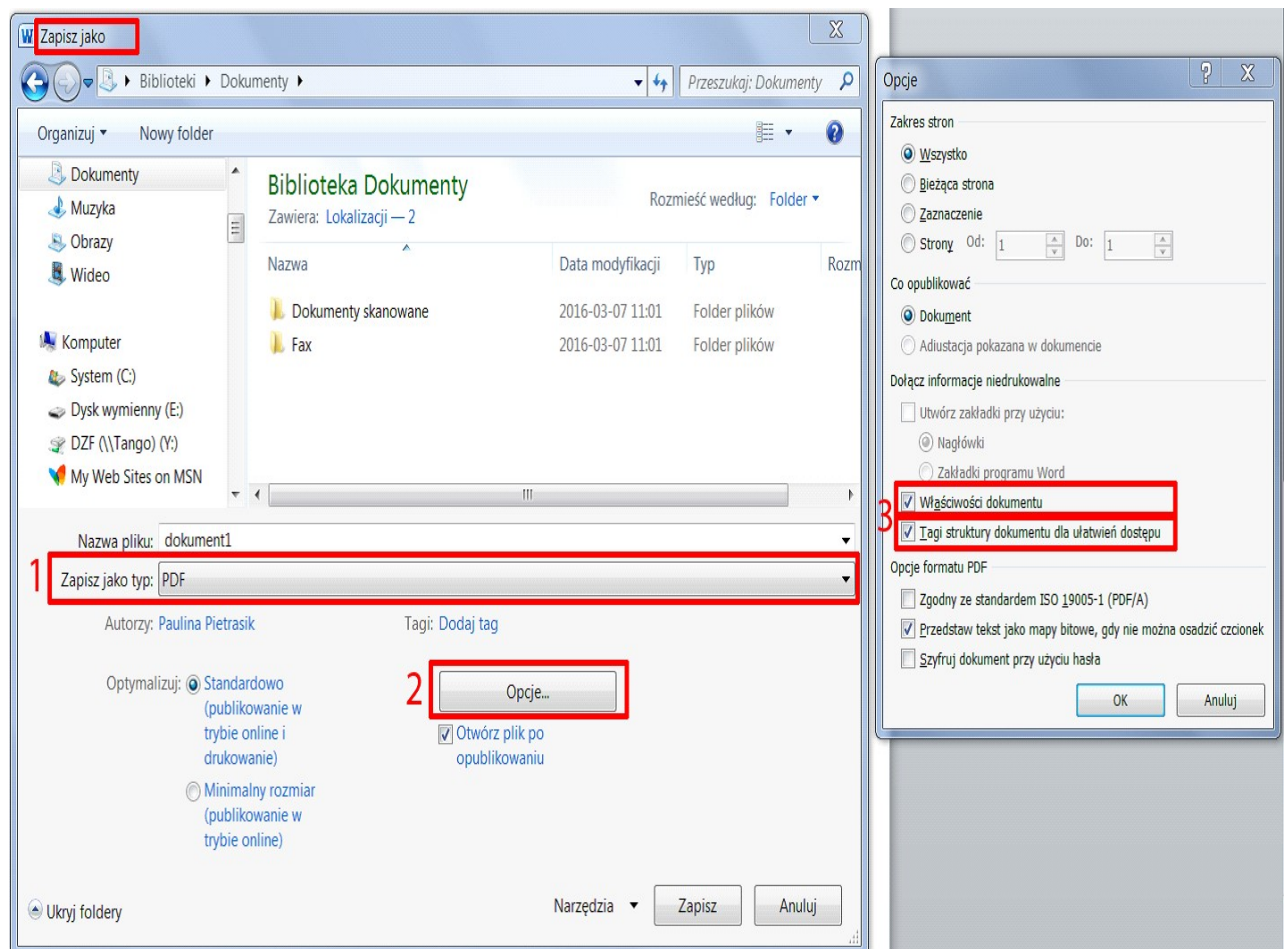 Zapisz jako
Biblioteki Dokumenty
Przeszukaj: Dokumenty
Organizuj Nowy folder
Dokumenty
Muzyka
Obrazy
Wideo
Komputer
System (C:)
Dysk wymienny (E:)
DZF (\\Tango) (Y:)
My Web Sites on MSN
Biblioteka Dokumenty
Zawiera: Lokalizacji — 2
Rozmieść według: Folder
Nazwa Data modyfikacji Typ Rozm
Dokumenty skanowane 2016-03-07 11:01 Folder plików
Fax 2016-03-07 11:01 Folder plików
Nazwa pliku: dokument1
1 Zapisz jako typ: PDF
Autorzy: Paulina Pietrasik Tagi: Dodaj tag
Optymalizuj: Standardowo
(publikowanie w
trybie online i
drukowanie)
Minimalny rozmiar
(publikowanie w
trybie online)
2 Opcje...
Otwórz plik po
opublikowaniu
Ukryj foldery
Narzędzia Zapisz Anuluj
Opcje
Zakres stron
Wszystko
Bieżąca strona
Zaznaczenie
Strony Od: 1 Do: 1
Co opublikować
Dokument
Adiustacja pokazana w dokumencie
Dołącz informacje niedrukowalne
Utwórz zakładki przy użyciu:
Nagłówki
Zakładki programu Word
3 Właściwości dokumentu
Tagi struktury dokumentu dla ułatwień dostępu
Opcje formatu PDF
Zgodny ze standardem ISO 19005-1 (PDF/A)
Przedstaw tekst jako mapy bitowe, gdy nie można osadzić czcionek
Szyfruj dokument przy użyciu hasła
OK Anuluj